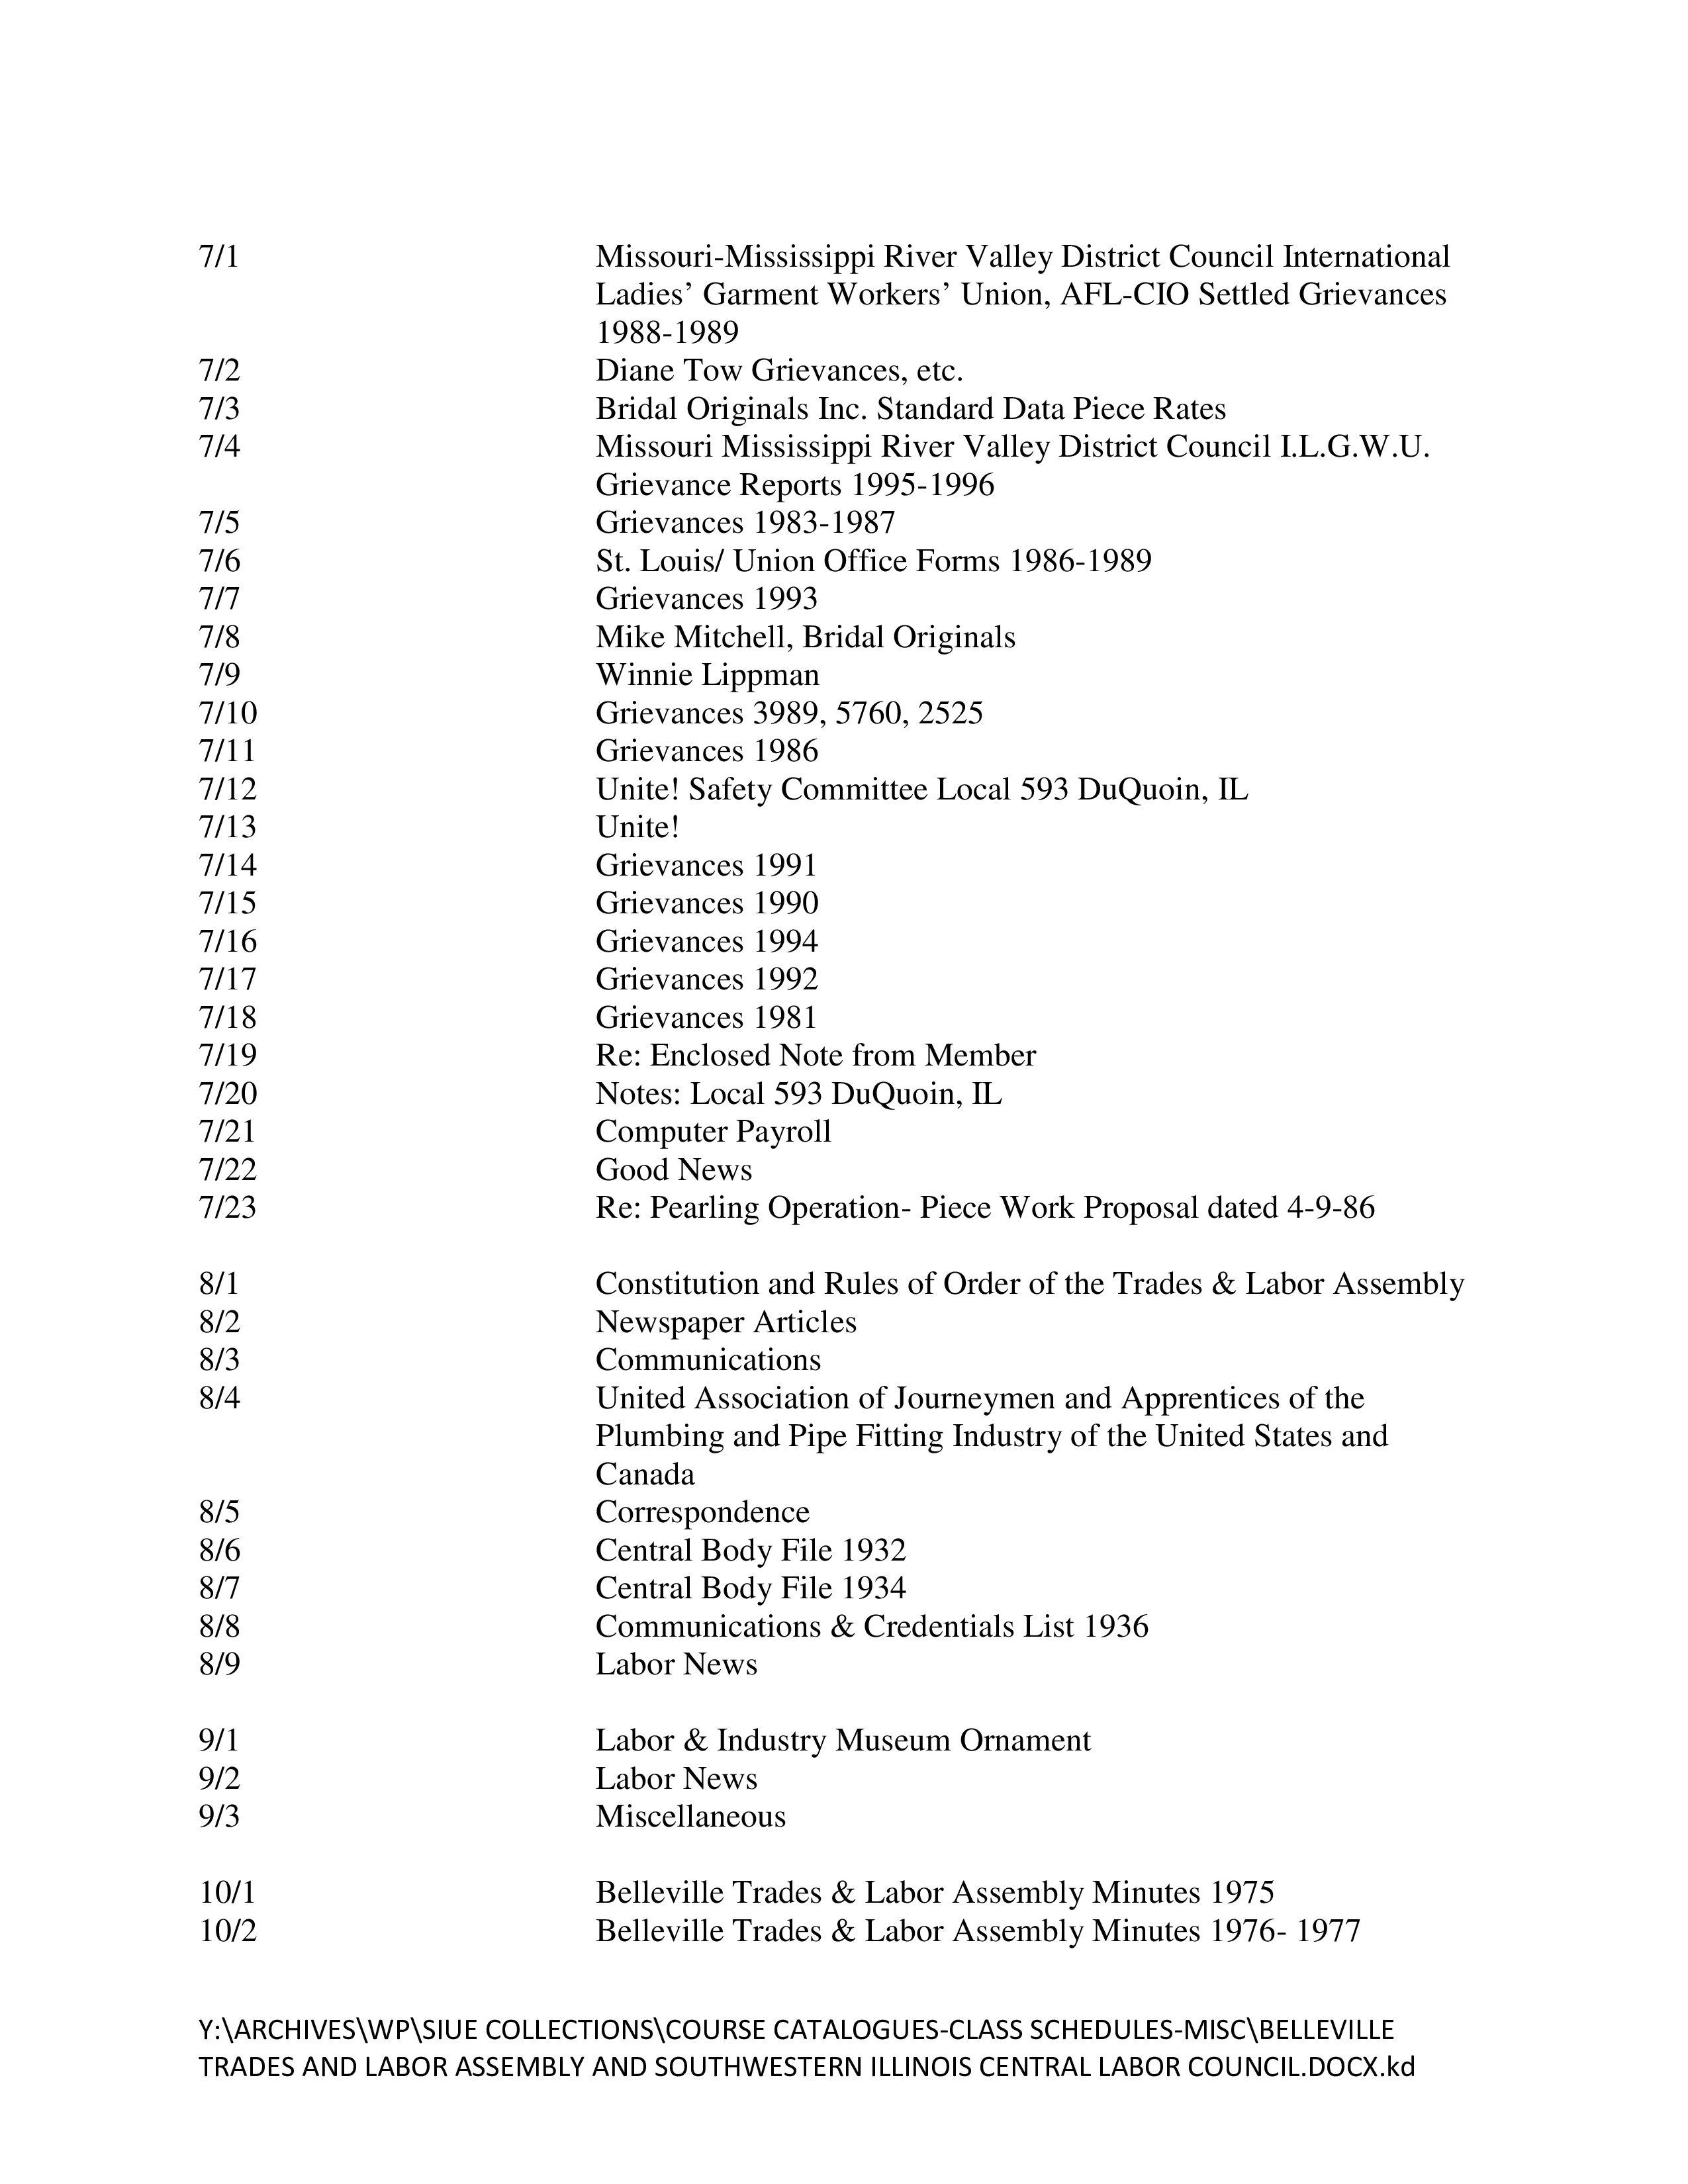 7/1 Missouri-Mississippi River Valley District Council International
Ladies’ Garment Workers’ Union, AFL-CIO Settled Grievances
1988-1989
7/2 Diane Tow Grievances, etc.
7/3 Bridal Originals Inc. Standard Data Piece Rates
7/4 Missouri Mississippi River Valley District Council I.L.G.W.U.
Grievance Reports 1995-1996
7/5 Grievances 1983-1987
7/6 St. Louis/ Union Office Forms 1986-1989
7/7 Grievances 1993
7/8 Mike Mitchell, Bridal Originals
7/9 Winnie Lippman
7/10 Grievances 3989, 5760, 2525
7/11 Grievances 1986
7/12 Unite! Safety Committee Local 593 DuQuoin, IL
7/13 Unite!
7/14 Grievances 1991
7/15 Grievances 1990
7/16 Grievances 1994
7/17 Grievances 1992
7/18 Grievances 1981
7/19 Re: Enclosed Note from Member
7/20 Notes: Local 593 DuQuoin, IL
7/21 Computer Payroll
7/22 Good News
7/23 Re: Pearling Operation- Piece Work Proposal dated 4-9-86
8/1 Constitution and Rules of Order of the Trades & Labor Assembly
8/2 Newspaper Articles
8/3 Communications
8/4 United Association of Journeymen and Apprentices of the
Plumbing and Pipe Fitting Industry of the United States and
Canada
8/5 Correspondence
8/6 Central Body File 1932
8/7 Central Body File 1934
8/8 Communications & Credentials List 1936
8/9 Labor News
9/1 Labor & Industry Museum Ornament
9/2 Labor News
9/3 Miscellaneous
10/1 Belleville Trades & Labor Assembly Minutes 1975
10/2 Belleville Trades & Labor Assembly Minutes 1976- 1977
Y:\ARCHIVES\WP\SIUE COLLECTIONS\COURSE CATALOGUES-CLASS SCHEDULES-MISC\BELLEVILLE
TRADES AND LABOR ASSEMBLY AND SOUTHWESTERN ILLINOIS CENTRAL LABOR COUNCIL.DOCX.kd